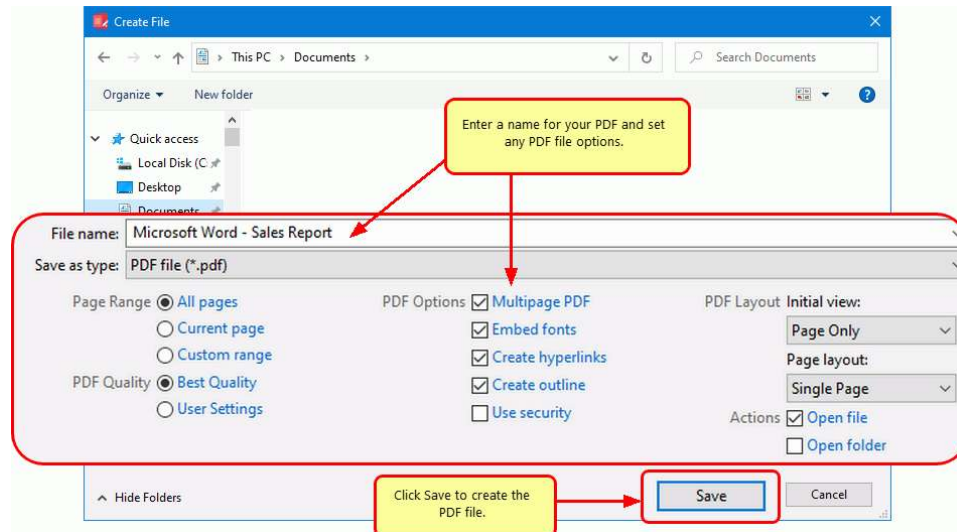 Create File
This PC > Documents >
Search Documents
Organize
New folder
Enter a name for your PDF and set
any PDF file options.
Quick access
Local Disk (C
Desktop
Documents
File name: Microsoft Word - Sales Report
Save as type: PDF file (*.pdf)
Page Range All pages
Current page
Custom range
PDF Quality Best Quality
User Settings
PDF Options Multipage PDF
Embed fonts
Create hyperlinks
Create outline
Use security
PDF Layout Initial view:
Page Only
Page layout:
Single Page
Actions Open file
Open folder
Hide Folders
Click Save to create the
PDF file.
Save
Cancel